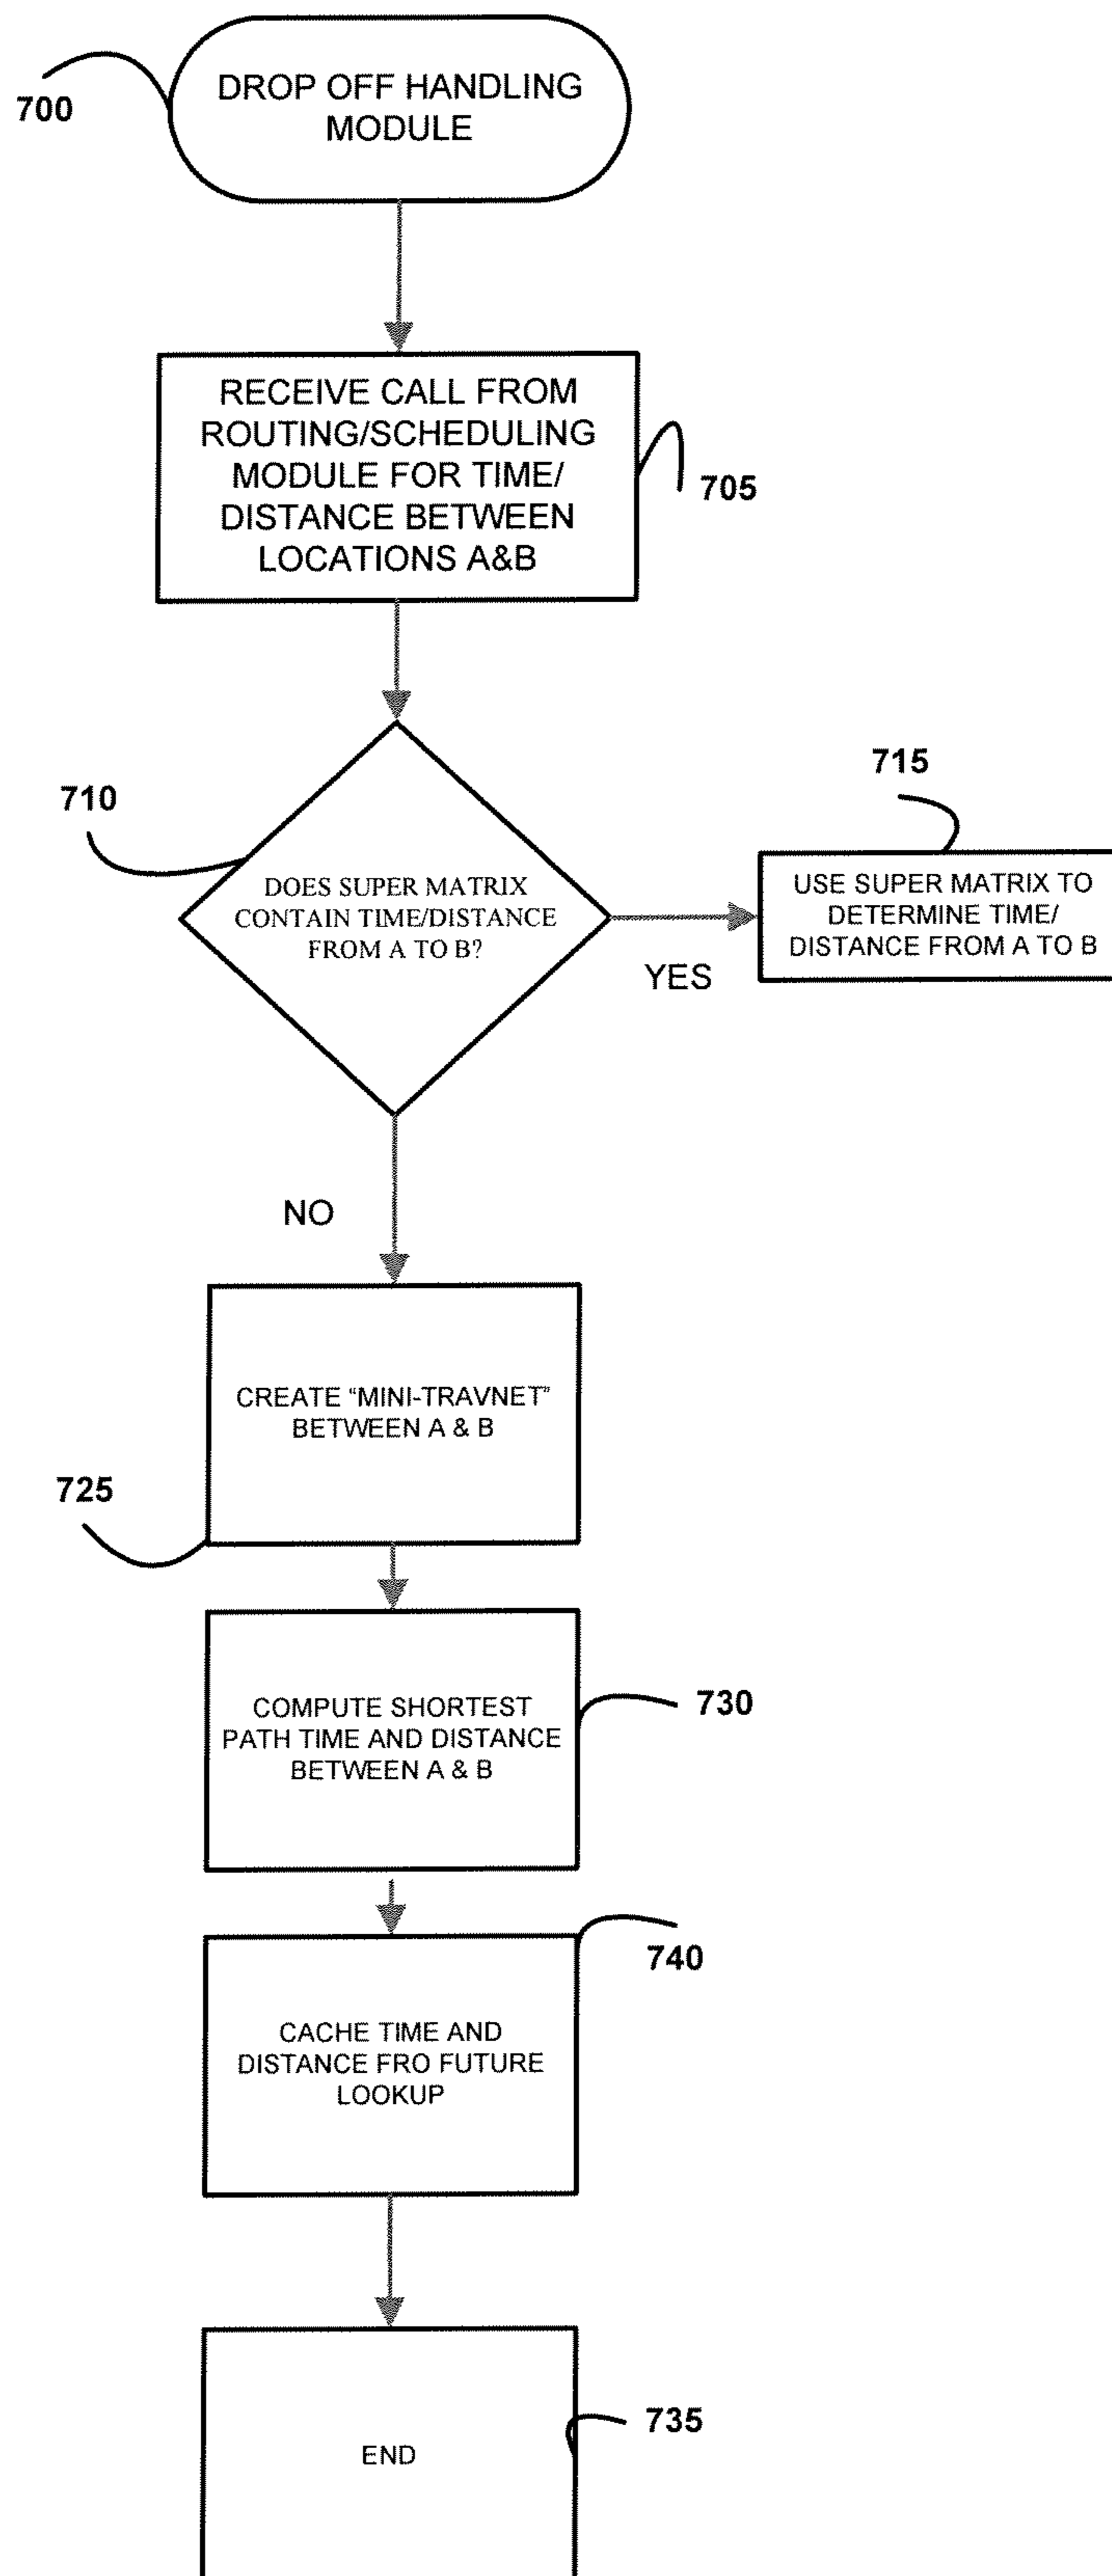 DROP OFF HANDLING
MODULE
700
RECEIVE CALL FROM
ROUTING/SCHEDULING
MODULE FOR TIME/
DISTANCE BETWEEN
LOCATIONS A&B
705
710
DOES SUPER MATRIX
CONTAIN TIME/DISTANCE
FROM A TO B?
YES
715
USE SUPER MATRIX TO
DETERMINE TIME/
DISTANCE FROM A TO B
NO
CREATE “MINI-TRAVNET”
BETWEEN A & B
725
COMPUTE SHORTEST
PATH TIME AND DISTANCE
BETWEEN A & B
730
740
CACHE TIME AND
DISTANCE FRO FUTURE
LOOKUP
END
735